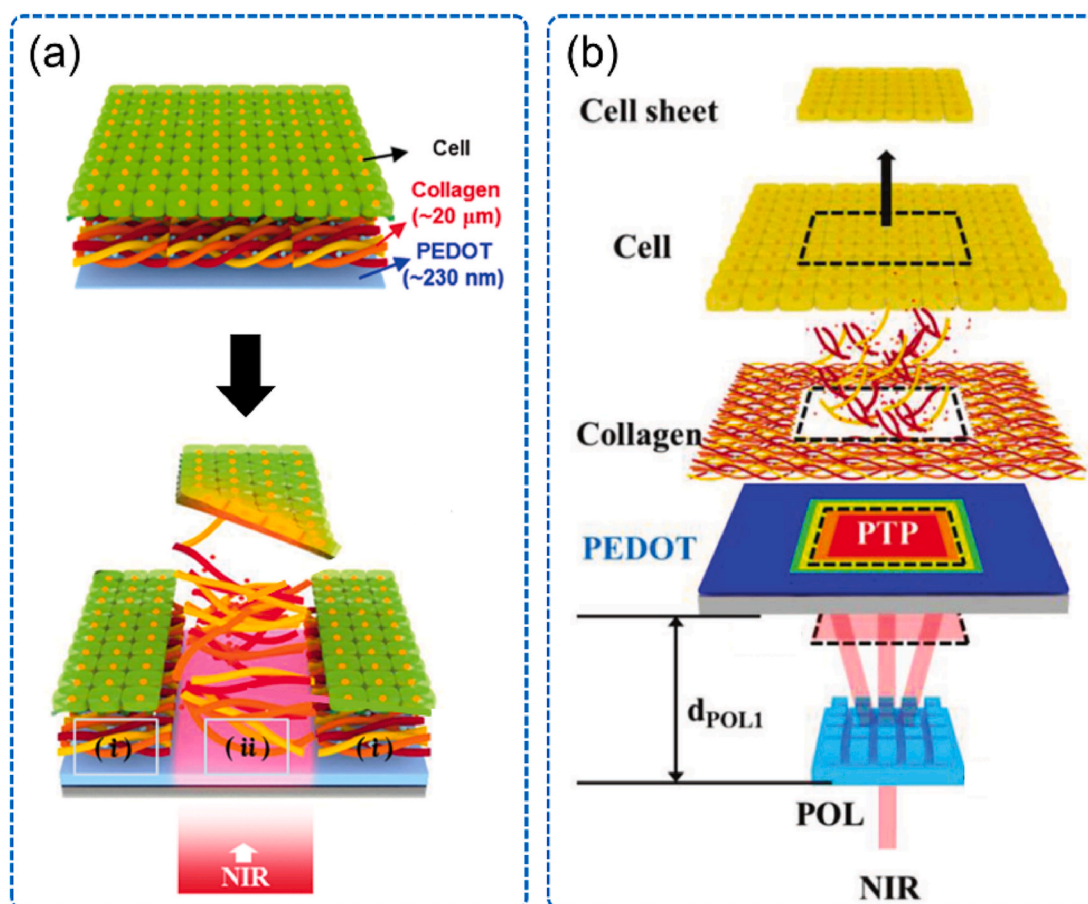 (a)
Cell
Collagen
(~20 μm)
PEDOT
(~230 nm)
(i)
(ii)
(i)
NIR
(b)
Cell sheet
Cell
Collagen
PEDOT
PTP
dPOL1
POL
NIR